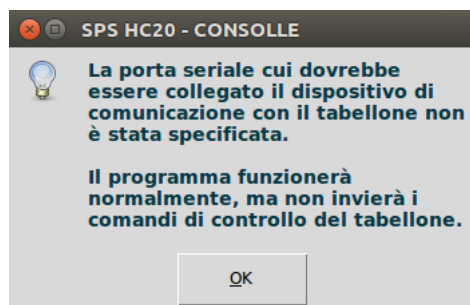 SPS HC20 - CONSOLLE
La porta seriale cui dovrebbe
essere collegato il dispositivo di
comunicazione con il tabellone non
è stata specificata.
Il programma funzionerà
normalmente, ma non invierà i
comandi di controllo del tabellone.
OK